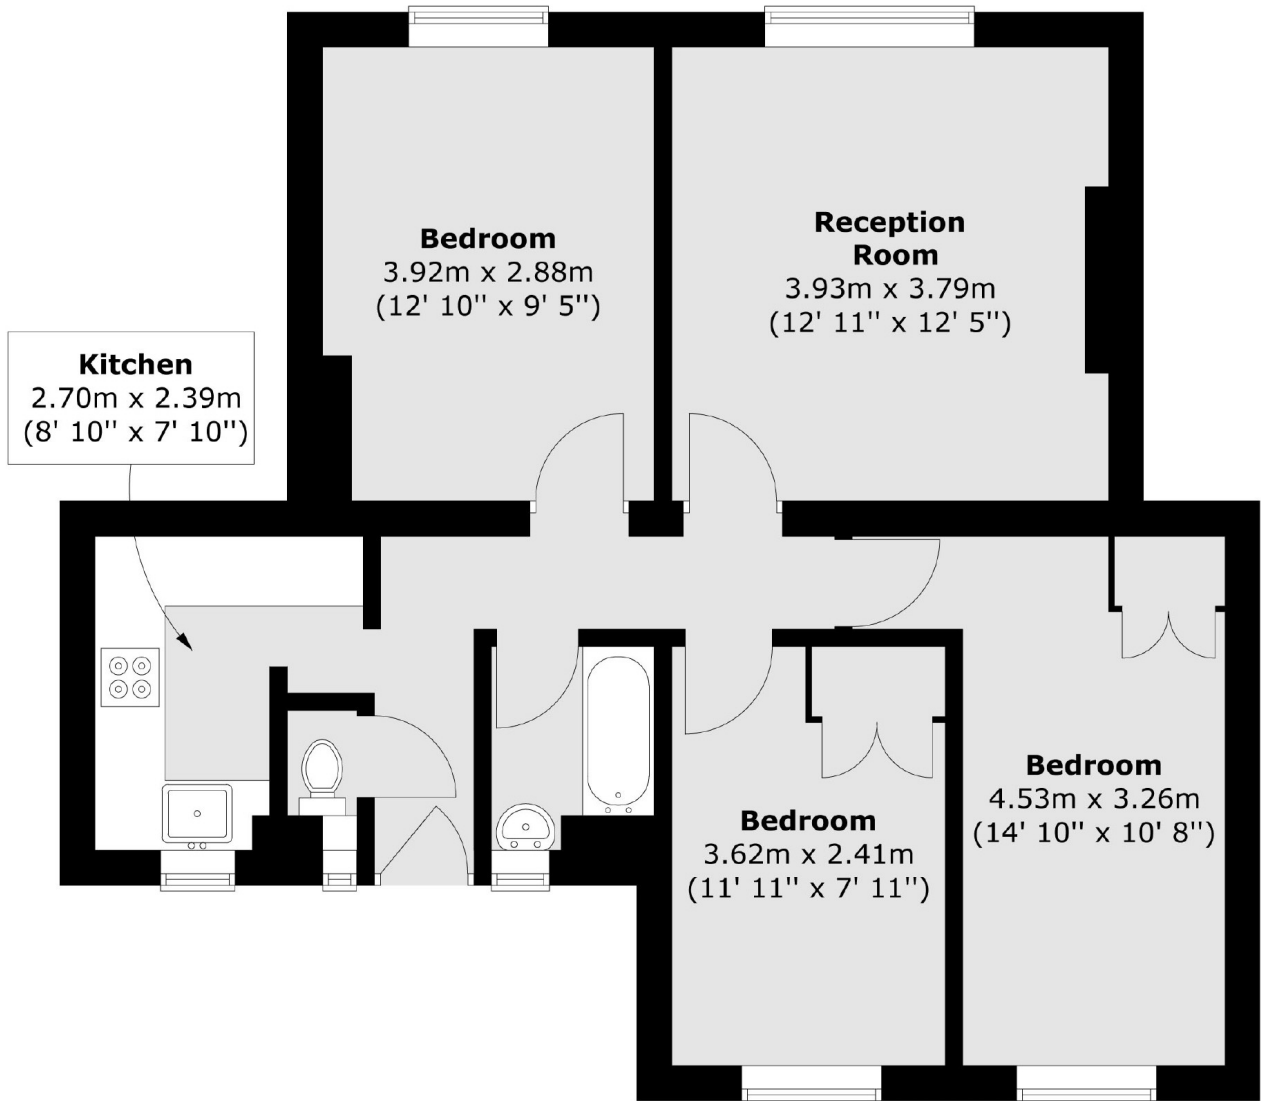 Bedroom
3.92m x 2.88m
(12' 10" x 9' 5")
Reception
Room
3.93m x 3.79m
(12' 11" x 12' 5")
Kitchen
2.70m x 2.39m
(8' 10" x 7' 10")
Bedroom
3.62m x 2.41m
(11' 11" x 7' 11")
Bedroom
4.53m x 3.26m
(14' 10" x 10' 8")